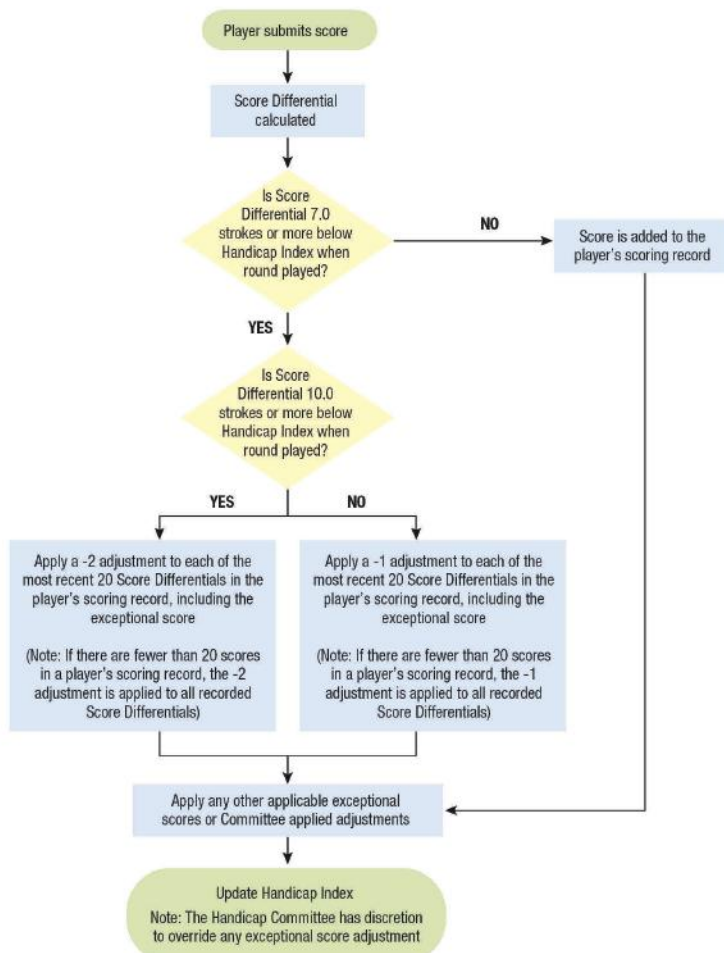 Player submits score
Score Differential
calculated
Is Score
Differential 7.0
strokes or more below
Handicap Index when
round played?
NO
Score is added to the
player's scoring record
YES
Is Score
Differential 10.0
strokes or more below
Handicap Index when
round played?
YES
NO
Apply a -2 adjustment to each of the
most recent 20 Score Differentials in the
player's scoring record, including the
exceptional score
(Note: If there are fewer than 20 scores
in a player's scoring record, the -2
adjustment is applied to all recorded
Score Differentials)
Apply a -1 adjustment to each of the
most recent 20 Score Differentials in the
player's scoring record, including the
exceptional score
(Note: If there are fewer than 20 scores
in a player's scoring record, the -1
adjustment is applied to all recorded
Score Differentials)
Apply any other applicable exceptional
scores or Committee applied adjustments
Update Handicap Index
Note: The Handicap Committee has discretion
to override any exceptional score adjustment